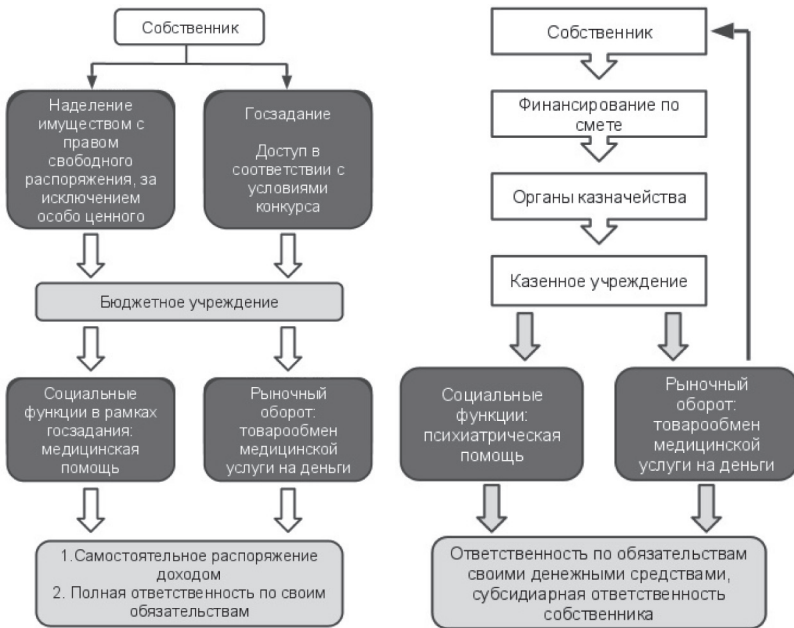 Собственник
Наделение
имуществом с
правом
свободного
распоряжения, за
исключением
особо ценного
Госзадание
Доступ в
соответствии с
условиями
конкурса
Бюджетное учреждение
Социальные
функции в рамках
госзадания:
медицинская
помощь
Рыночный
оборот:
товарообмен
медицинской
услуги на деньги
1.Самостоятельное распоряжение
доходом
2. Полная ответственность по своим
обязательствам
Собственник
Финансирование по
смете
Органы казначейства
Казенное учреждение
Социальные
функции:
психиатрическая
помощь
Рыночный
оборот:
товарообмен
медицинской
услуги на деньги
Ответственность по обязательствам
своими денежными средствами,
субсидиарная ответственность
собственника